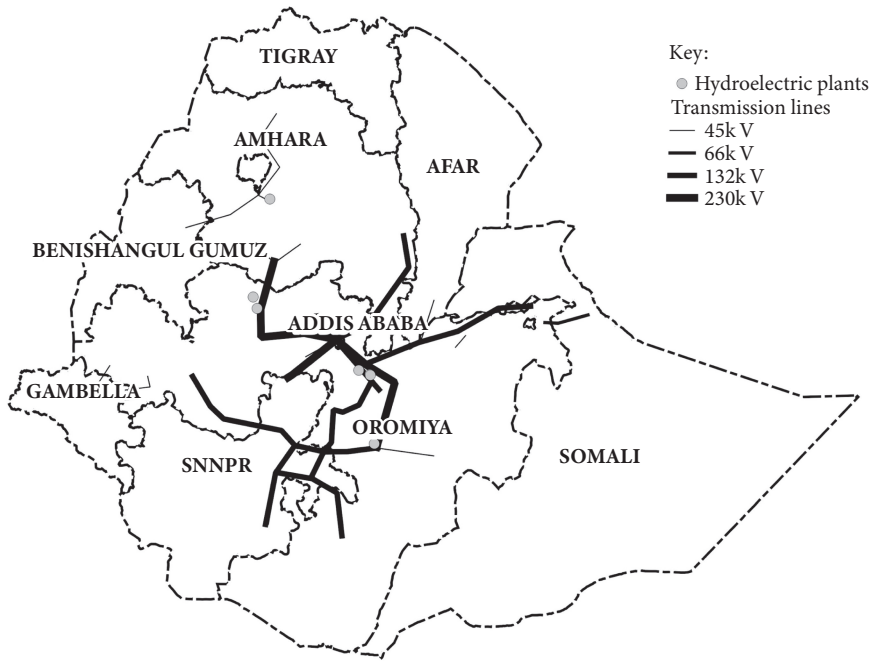 TIGRAY
Key:
Hydroelectric plants
Transmission lines
45k V
66k V
132k V
230k V
AMHARA
AFAR
BENISHANGUL GUMUZ
ADDIS ABABA
GAMBELLA
OROMIYA
SNNPR
SOMALI